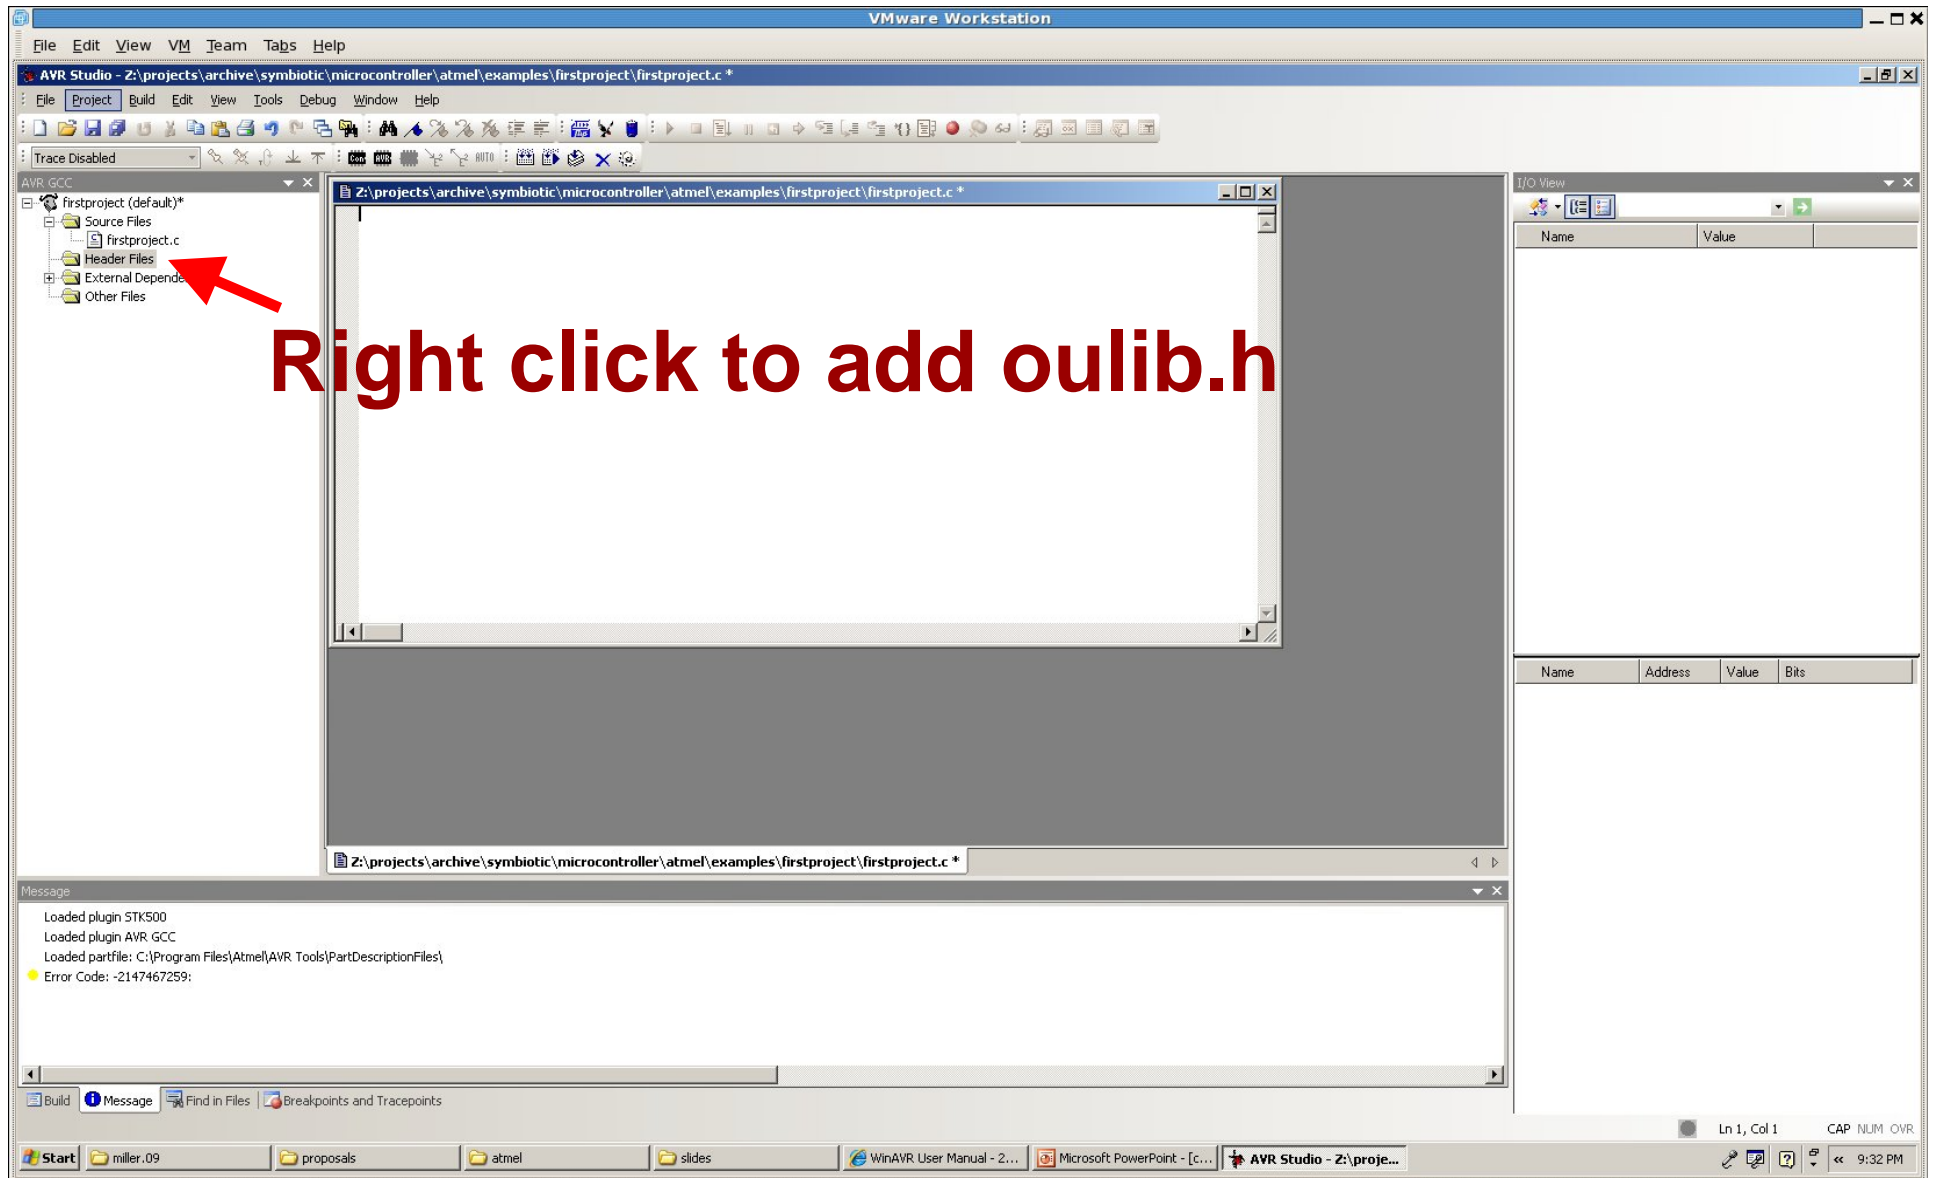 VMware Workstation
File Edit View VM Team Tabs Help
AVR Studio - Z:\projects\archive\symbiotic\microcontroller\atmel\examples\firstproject\firstproject.c *
File Project Build Edit View Tools Debug Window Help
Trace Disabled
AUTO
AVR GCC
firstproject (default)*
Source Files
firstproject.c
Header Files
External Depende
Other Files
Z:\projects\archive\symbiotic\microcontroller\atmel\examples\firstproject\firstproject.c *
Right click to add oulib.h
I/O View
Name Value
Name Address Value Bits
Z:\projects\archive\symbiotic\microcontroller\atmel\examples\firstproject\firstproject.c *
Message
Loaded plugin STK500
Loaded plugin AVR GCC
Loaded partfile: C:\Program Files\Atmel\AVR Tools\PartDescriptionFiles\
Error Code: -2147467259:
Build Message Find in Files Breakpoints and Tracepoints
Ln 1, Col 1 CAP NUM OVR
Start miller.09 proposals atmel slides WinAVR User Manual - 2... Microsoft PowerPoint - [c... AVR Studio - Z:\proje... 9:32 PM